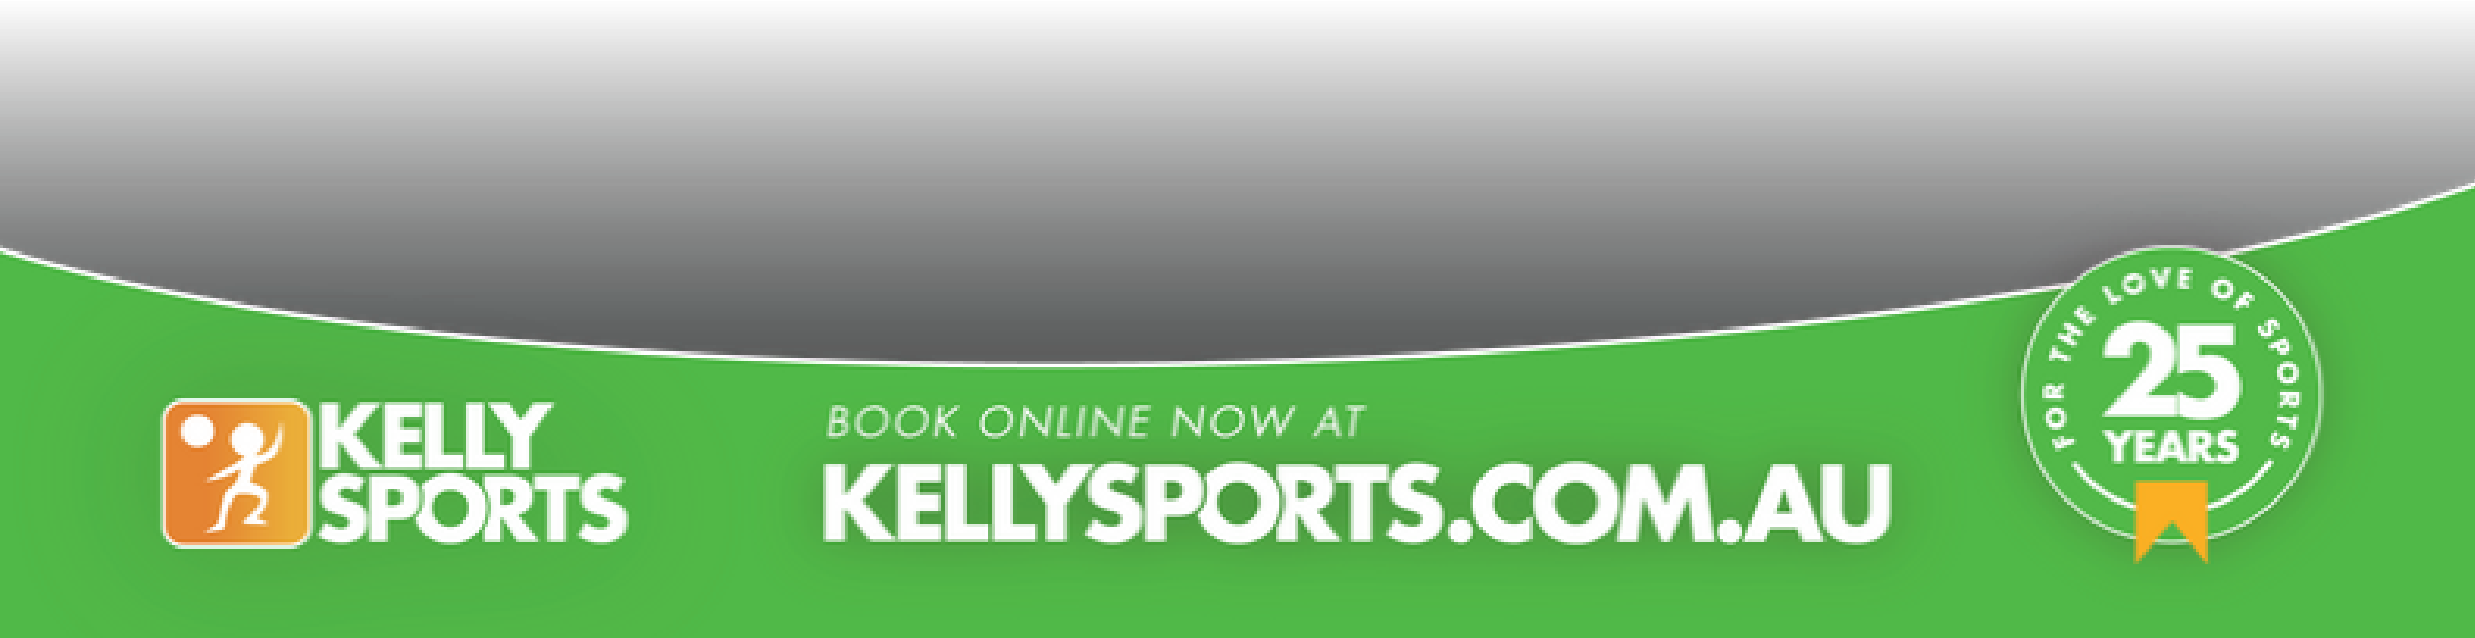 KELLY
SPORTS
BOOK ONLINE NOW AT
KELLYSPORTS.COM.AU
FOR THE LOVE OF SPORTS
25
YEARS